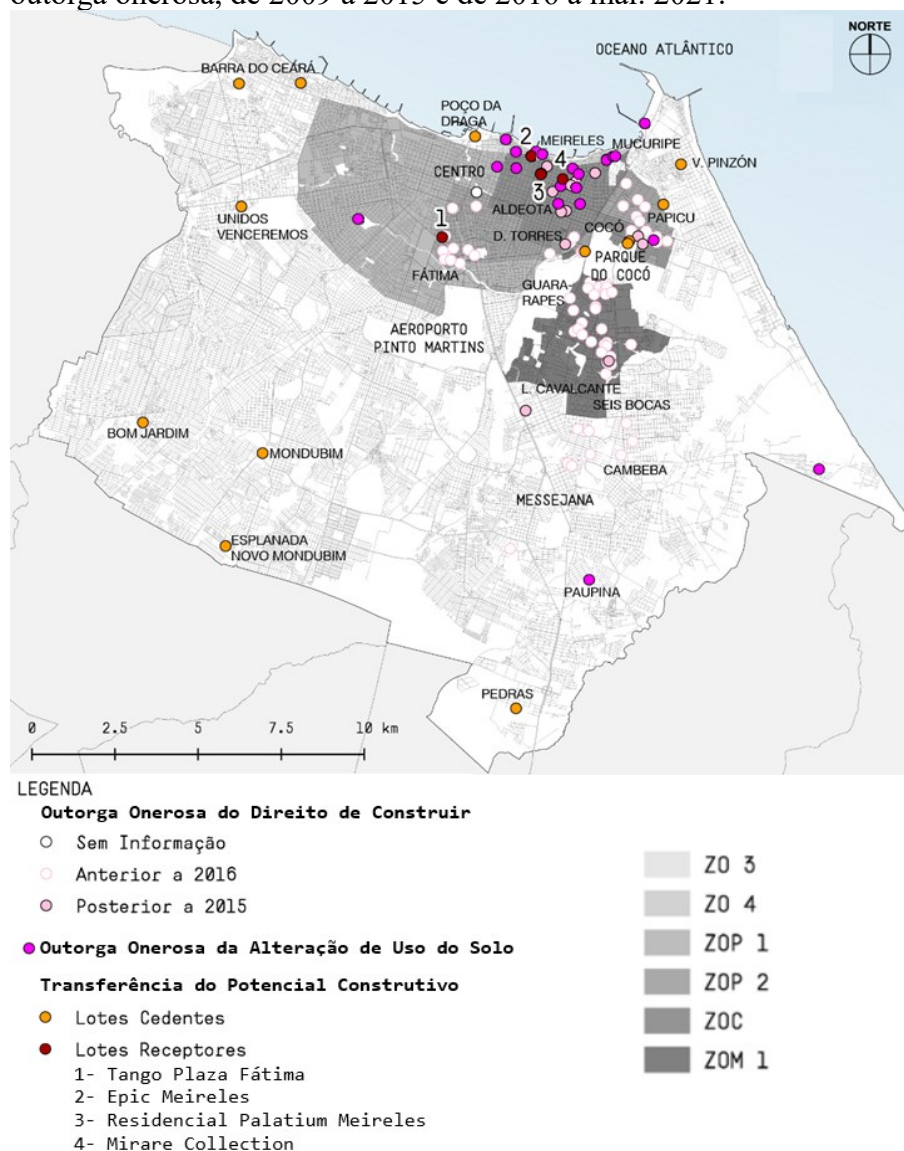 outorga onerosa, de 2009 a 2015 e de 2016 a mar. 2021.
NORTE
OCEANO ATLÂNTICO
BARRA DO CEARÁ
POÇO DA
DRAGA
2
MEIRELES
MUCURIPE
4
V. PINZÓN
CENTRO
3
ALDEOTA
UNIDOS
VENCEREMOS
1
D. TORRES
COCÓ
PAPICU
PARQUE
DO COCÓ
FÁTIMA
GUARA-
RAPES
AEROPORTO
PINTO MARTINS
L. CAVALCANTE
SEIS BOCAS
BOM JARDIM
MONDUBIM
CAMBEBA
MESSEJANA
ESPLANADA
NOVO MONDUBIM
PAUPINA
PEDRAS
0 2.5 5 7.5 10 km
LEGENDA
Outorga Onerosa do Direito de Construir
Sem Informação
Anterior a 2016
Posterior a 2015
Outorga Onerosa da Alteração de Uso do Solo
Transferência do Potencial Construtivo
Lotes Cedentes
Lotes Receptores
1- Tango Plaza Fátima
2- Epic Meireles
3- Residencial Palatium Meireles
4- Mirare Collection
ZO 3
ZO 4
ZOP 1
ZOP 2
ZOC
ZOM 1